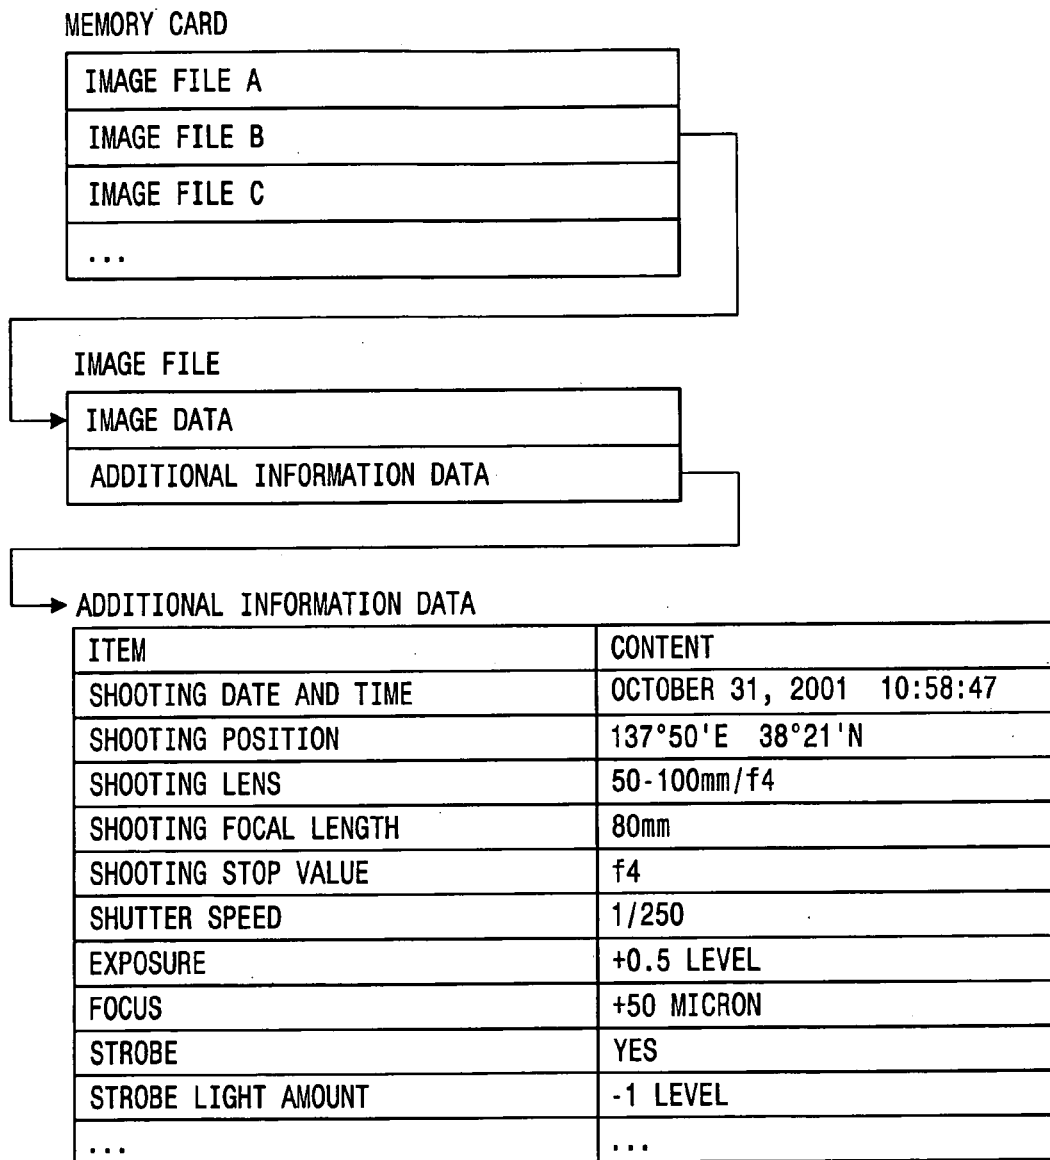 MEMORY CARD
IMAGE FILE A
IMAGE FILE B
IMAGE FILE C
...
IMAGE FILE
IMAGE DATA
ADDITIONAL INFORMATION DATA
ADDITIONAL INFORMATION DATA
ITEM CONTENT
SHOOTING DATE AND TIME OCTOBER 31, 2001 10:58:47
SHOOTING POSITION 137°50'E 38°21'N
SHOOTING LENS 50-100mm/f4
SHOOTING FOCAL LENGTH 80mm
SHOOTING STOP VALUE f4
SHUTTER SPEED 1/250
EXPOSURE +0.5 LEVEL
FOCUS +50 MICRON
STROBE YES
STROBE LIGHT AMOUNT -1 LEVEL
... ...